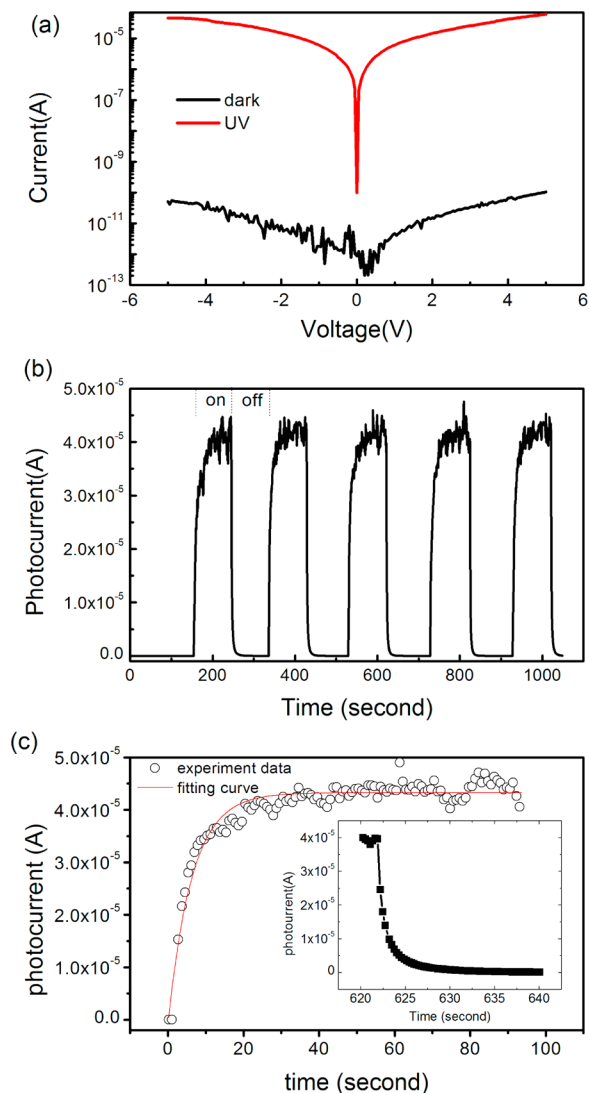 (a)
10⁻⁵
10⁻⁷
10⁻⁹
10⁻¹¹
10⁻¹³
Current(A)
dark
UV
-6 -4 -2 0 2 4 6
Voltage(V)
(b)
5.0x10⁻⁵
4.0x10⁻⁵
3.0x10⁻⁵
2.0x10⁻⁵
1.0x10⁻⁵
0.0
Photocurrent(A)
on off
0 200 400 600 800 1000
Time (second)
(c)
5.0x10⁻⁵
4.0x10⁻⁵
3.0x10⁻⁵
2.0x10⁻⁵
1.0x10⁻⁵
0.0
photocurrent (A)
experiment data
fitting curve
4x10⁻⁵
3x10⁻⁵
2x10⁻⁵
1x10⁻⁵
0
photourrent(A)
620 625 630 635 640
Time (second)
0 20 40 60 80 100
time (second)